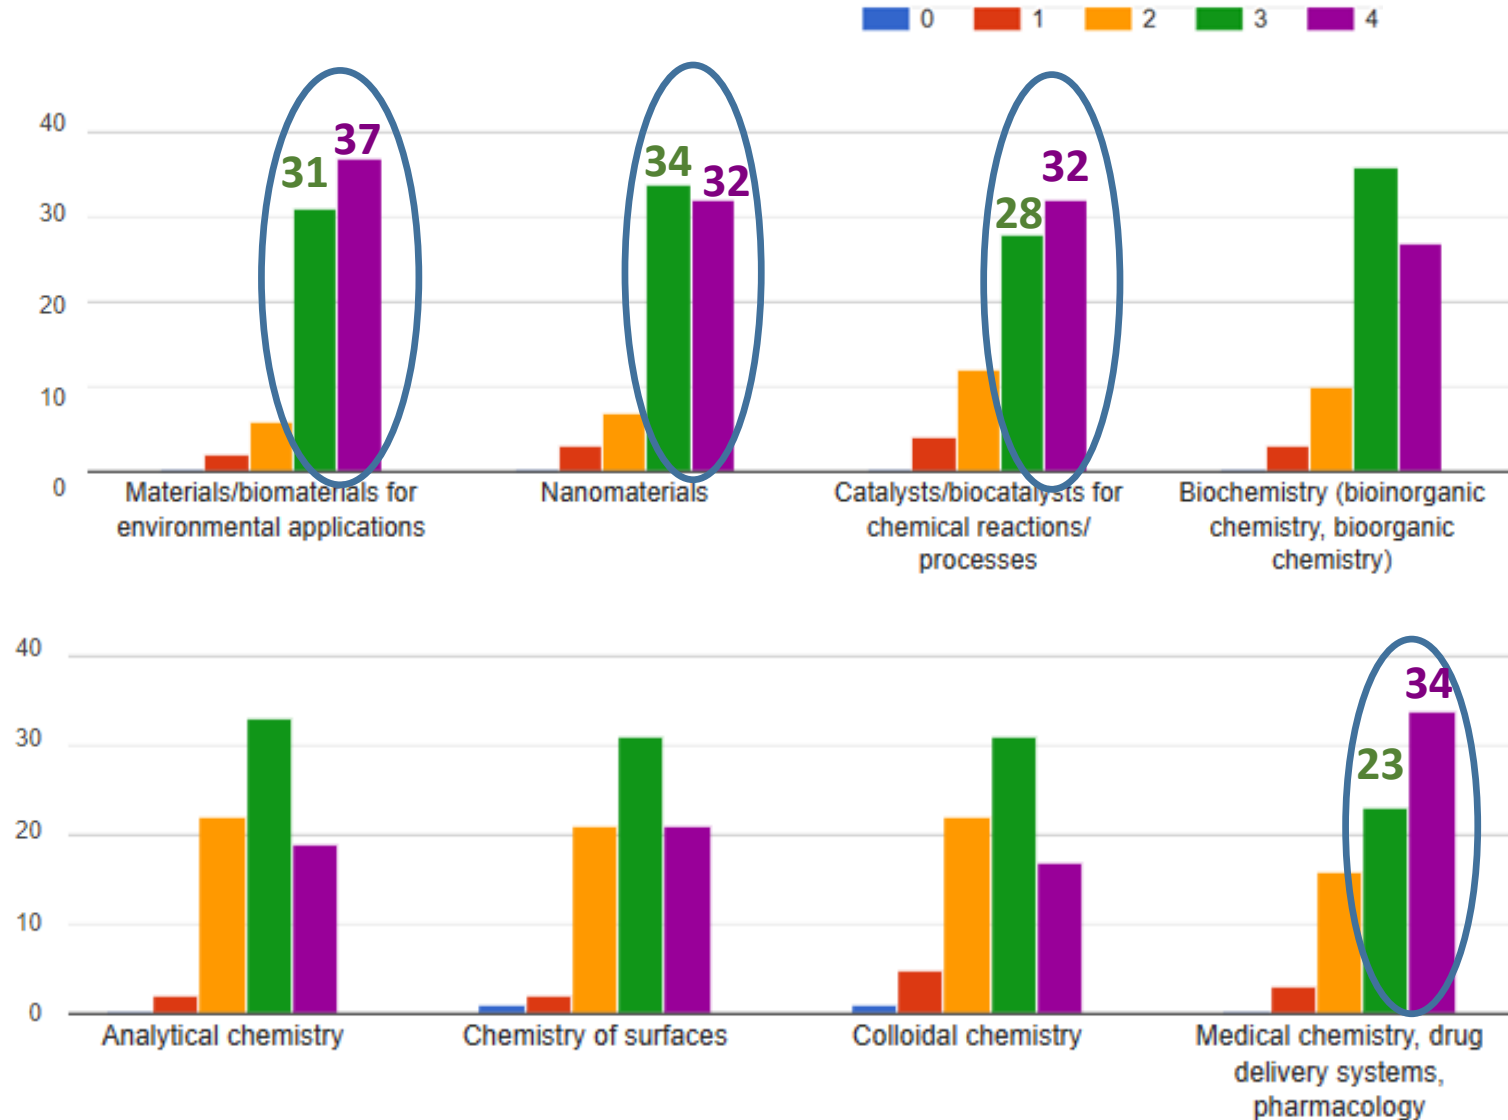 0 1 2 3 4
40
37
31
34
32
32
28
30
20
10
0
Materials/biomaterials for
environmental applications
Nanomaterials
Catalysts/biocatalysts for
chemical reactions/
processes
Biochemistry (bioinorganic
chemistry, bioorganic
chemistry)
40
34
30
23
20
10
0
Analytical chemistry
Chemistry of surfaces
Colloidal chemistry
Medical chemistry, drug
delivery systems,
pharmacology